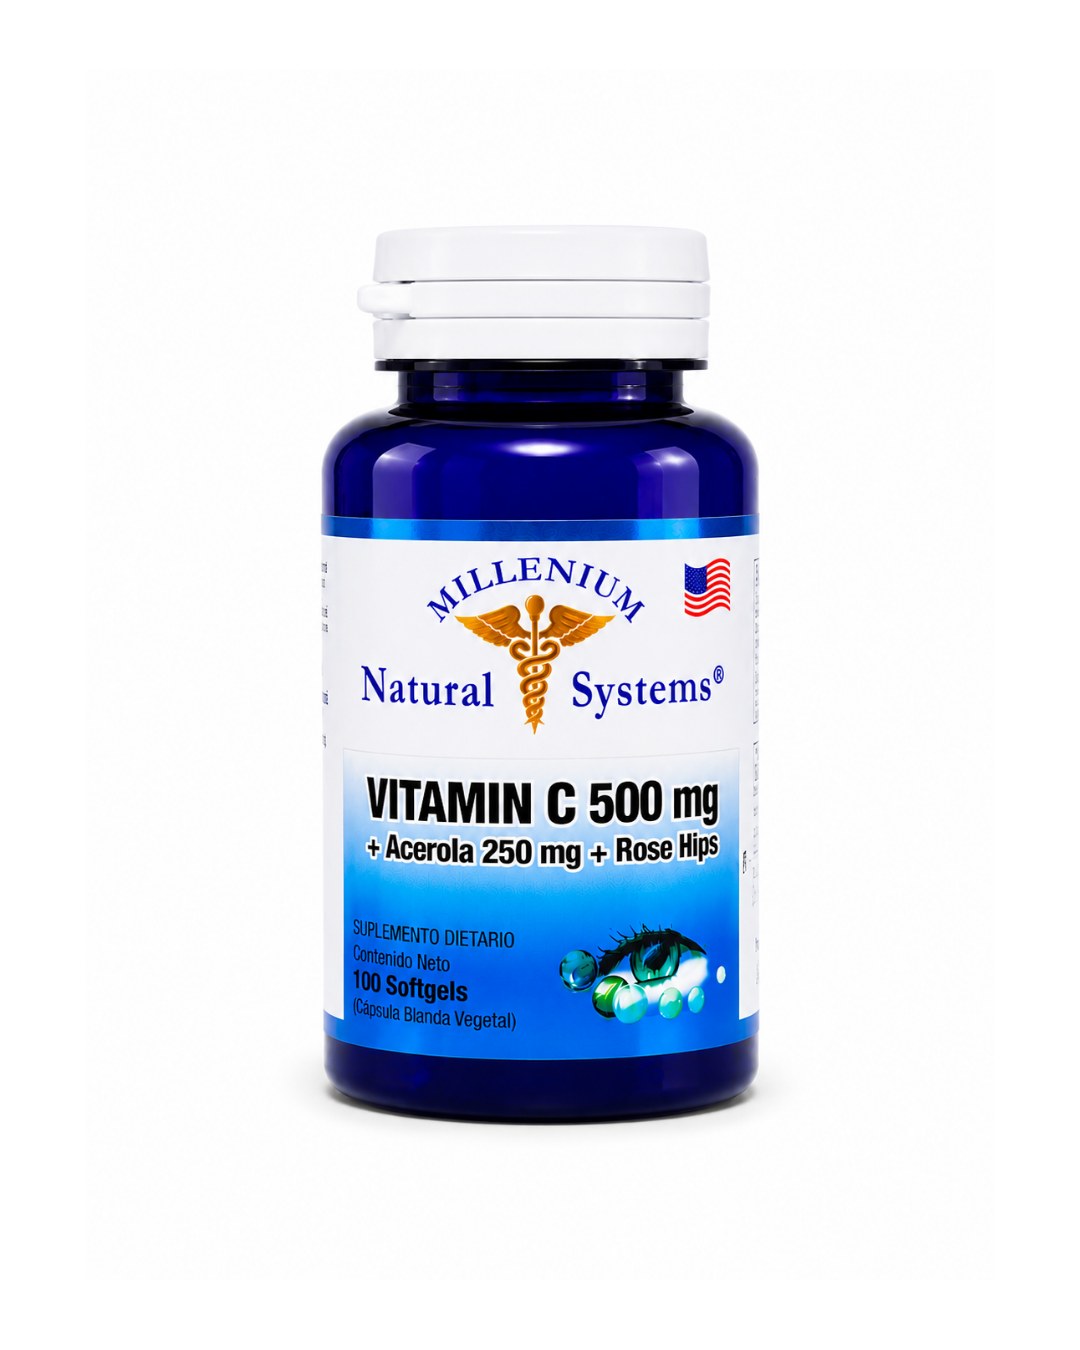 MILLENIUM
Natural Systems®
VITAMIN C 500 mg
+ Acerola 250 mg + Rose Hips
SUPLEMENTO DIETARIO
Contenido Neto
100 Softgels
(Cápsula Blanda Vegetal)